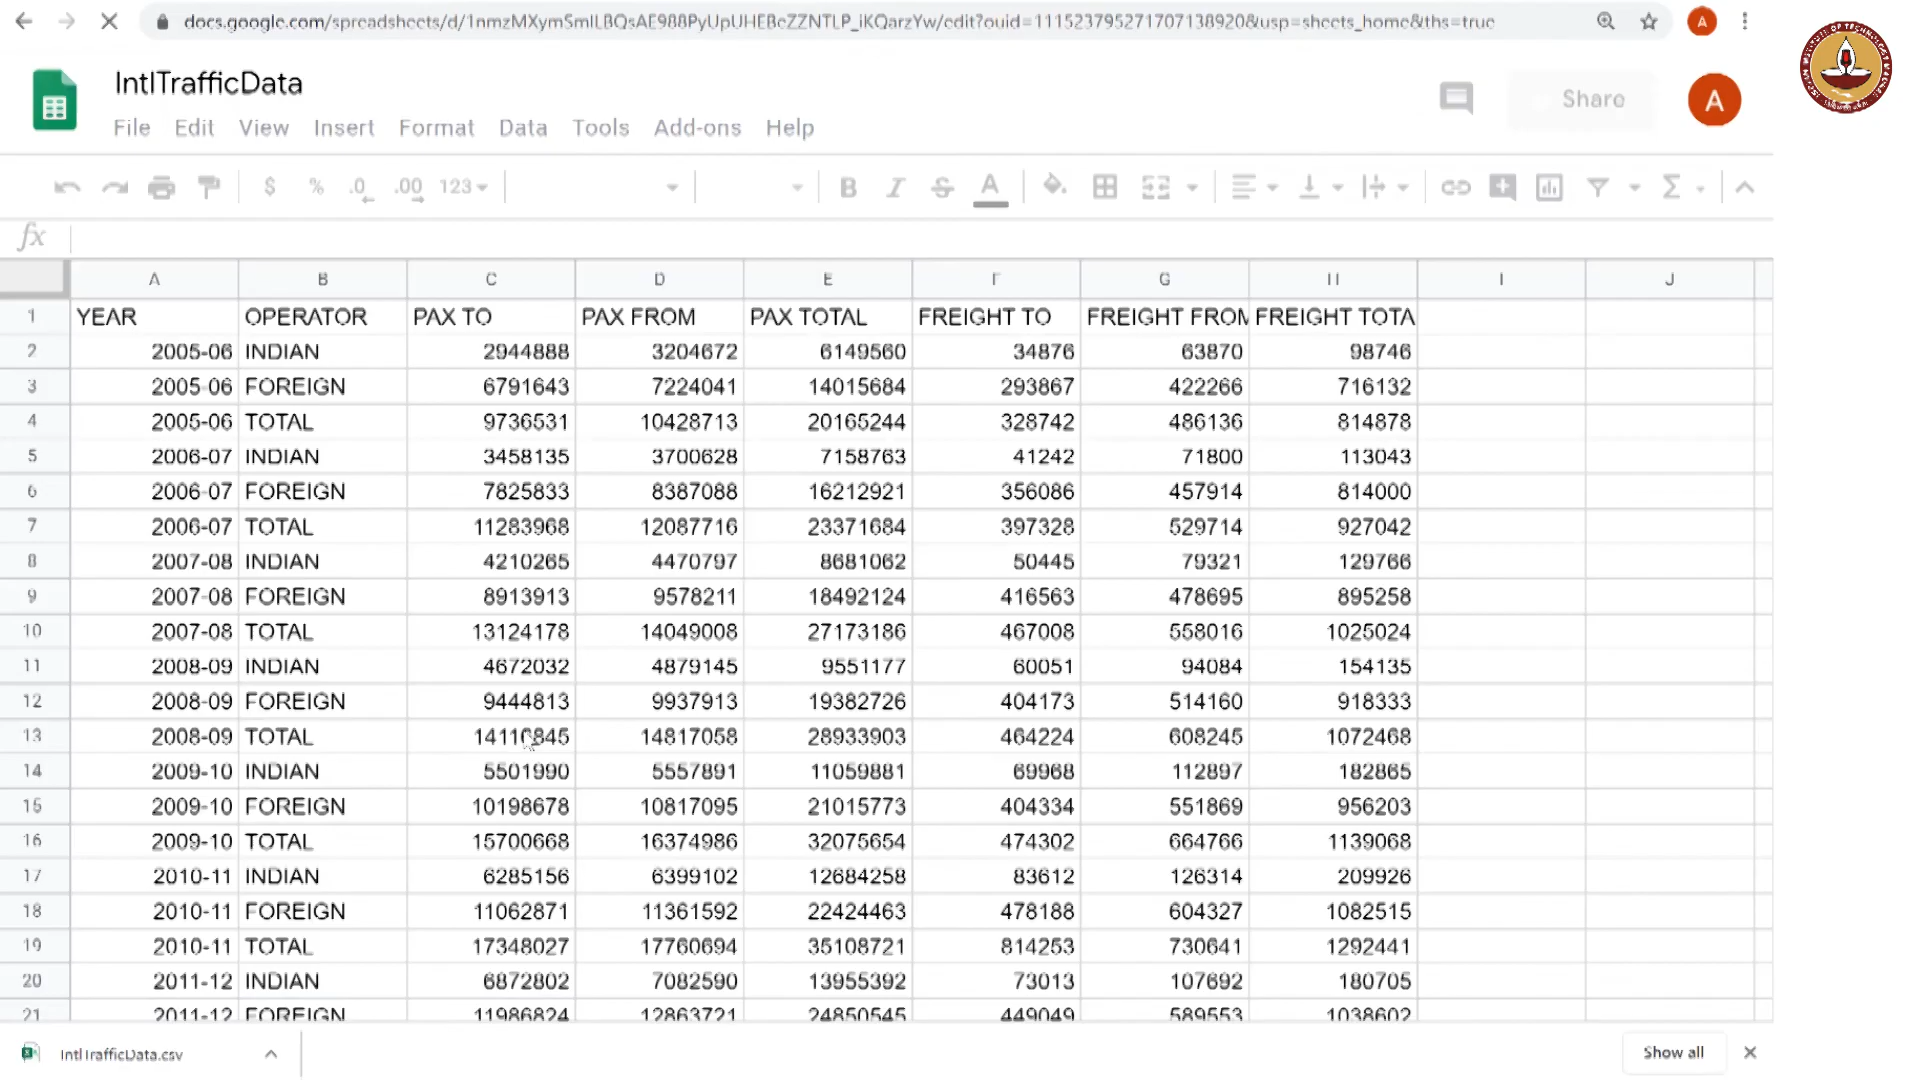 docs.google.com/spreadsheets/d/1nmzMXymSmILBQsAE988PyUpUHEBeZZNTLP_iKQarzYw/edit?ouid=111523795271707138920&usp=sheets_home&ths=true
A
IntlTrafficData
File Edit View Insert Format Data Tools Add-ons Help
Share
A
$ % .0 .00 123 B I S A Σ
fx
A B C D E F G H I J
1 YEAR OPERATOR PAX TO PAX FROM PAX TOTAL FREIGHT TO FREIGHT FROM FREIGHT TOTA
2 2005-06 INDIAN 2944888 3204672 6149560 34876 63870 98746
3 2005-06 FOREIGN 6791643 7224041 14015684 293867 422266 716132
4 2005-06 TOTAL 9736531 10428713 20165244 328742 486136 814878
5 2006-07 INDIAN 3458135 3700628 7158763 41242 71800 113043
6 2006-07 FOREIGN 7825833 8387088 16212921 356086 457914 814000
7 2006-07 TOTAL 11283968 12087716 23371684 397328 529714 927042
8 2007-08 INDIAN 4210265 4470797 8681062 50445 79321 129766
9 2007-08 FOREIGN 8913913 9578211 18492124 416563 478695 895258
10 2007-08 TOTAL 13124178 14049008 27173186 467008 558016 1025024
11 2008-09 INDIAN 4672032 4879145 9551177 60051 94084 154135
12 2008-09 FOREIGN 9444813 9937913 19382726 404173 514160 918333
13 2008-09 TOTAL 14116845 14817058 28933903 464224 608245 1072468
14 2009-10 INDIAN 5501990 5557891 11059881 69968 112897 182865
15 2009-10 FOREIGN 10198678 10817095 21015773 404334 551869 956203
16 2009-10 TOTAL 15700668 16374986 32075654 474302 664766 1139068
17 2010-11 INDIAN 6285156 6399102 12684258 83612 126314 209926
18 2010-11 FOREIGN 11062871 11361592 22424463 478188 604327 1082515
19 2010-11 TOTAL 17348027 17760694 35108721 814253 730641 1292441
20 2011-12 INDIAN 6872802 7082590 13955392 73013 107692 180705
21 2011-12 FOREIGN 11986824 12863721 24850545 449049 589553 1038602
IntlTrafficData.csv
Show all